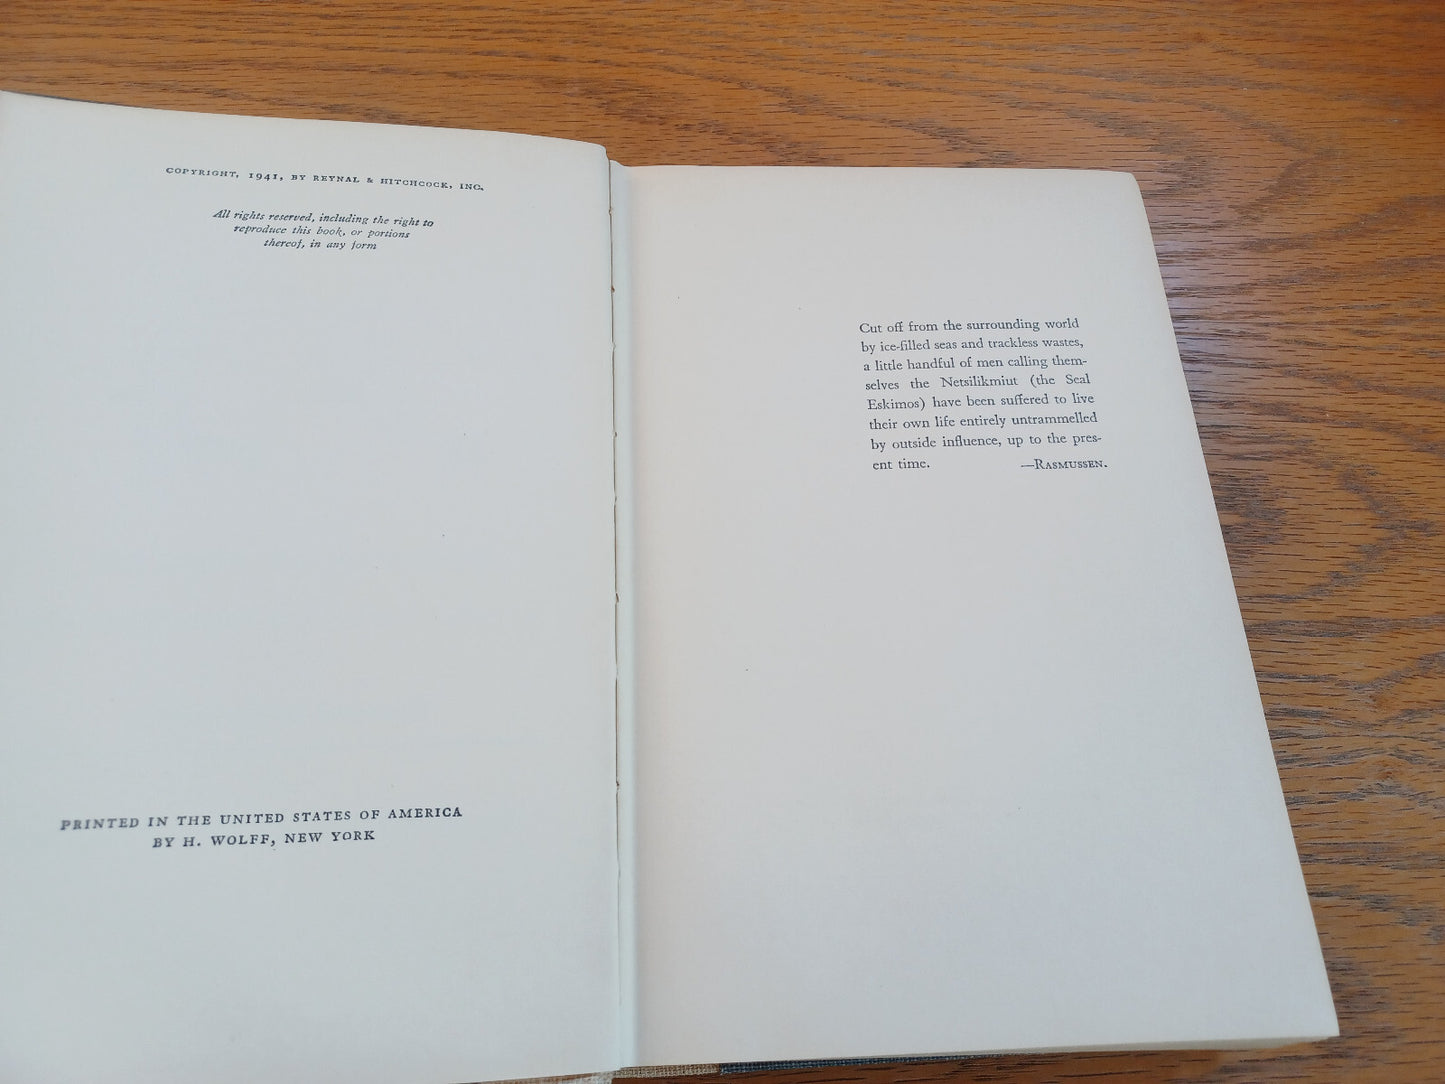 COPYRIGHT, 1941, BY REYNAL & HITCHCOCK, INC.
All rights reserved, including the right to
reproduce this book, or portions
thereof, in any form
PRINTED IN THE UNITED STATES OF AMERICA
BY H. WOLFF, NEW YORK
Cut off from the surrounding world
by ice-filled seas and trackless wastes,
a little handful of men calling them-
selves the Netsilikmiut (the Seal
Eskimos) have been suffered to live
their own life entirely untrammelled
by outside influence, up to the pres-
ent time. —RASMUSSEN.